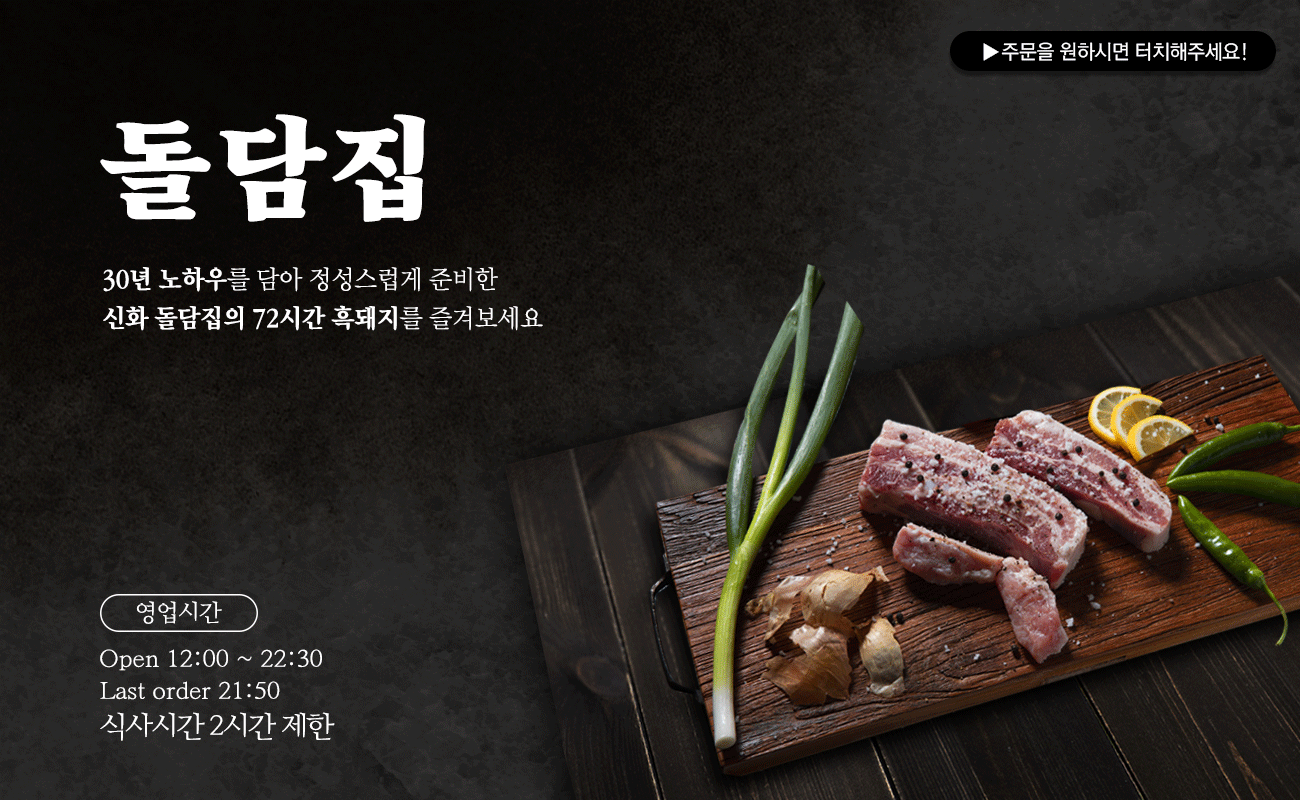 ▶주문을 원하시면 터치해주세요!
돌담집
30년 노하우를 담아 정성스럽게 준비한
신화 돌담집의 72시간 흑돼지를 즐겨보세요
영업시간
Open 12:00 ~ 22:30
Last order 21:50
식사시간 2시간 제한